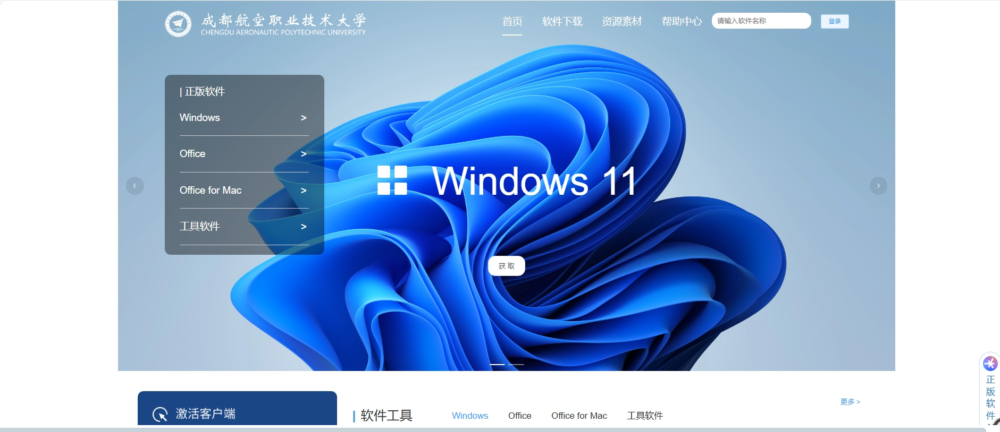 成都航空职业技术大学
CHENGDU AERONAUTIC POLYTECHNIC UNIVERSITY
首页 软件下载 资源素材 帮助中心 请输入软件名称 登录
| 正版软件
Windows >
Office >
Office for Mac >
工具软件 >
Windows 11
获 取
激活客户端
软件工具 Windows Office Office for Mac 工具软件
更多 >
正
版
软
件